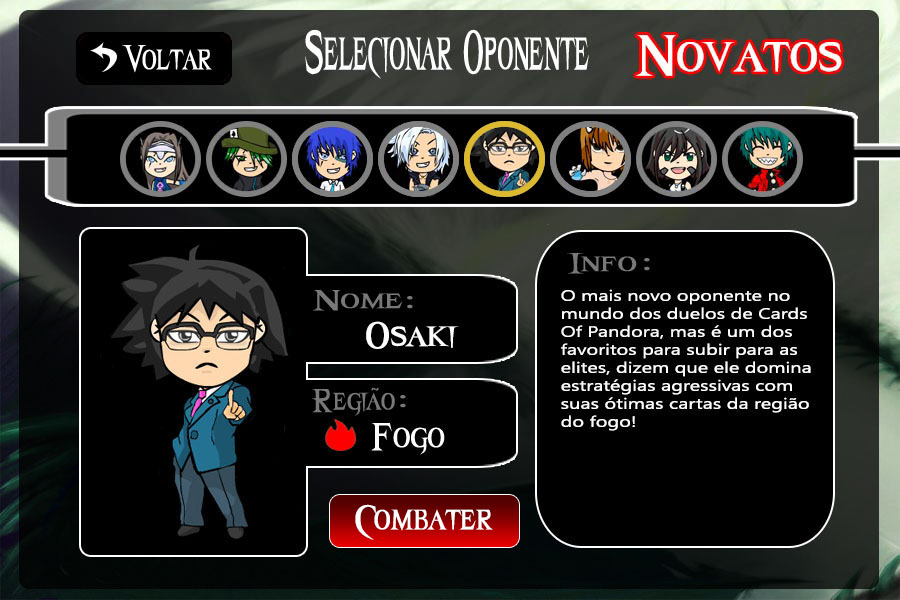 Voltar
Selecionar Oponente
Novatos
Nome:
Osaki
Região:
Fogo
Combater
Info:
O mais novo oponente no
mundo dos duelos de Cards
Of Pandora, mas é um dos
favoritos para subir para as
elites, dizem que ele domina
estratégias agressivas com
suas ótimas cartas da região
do fogo!